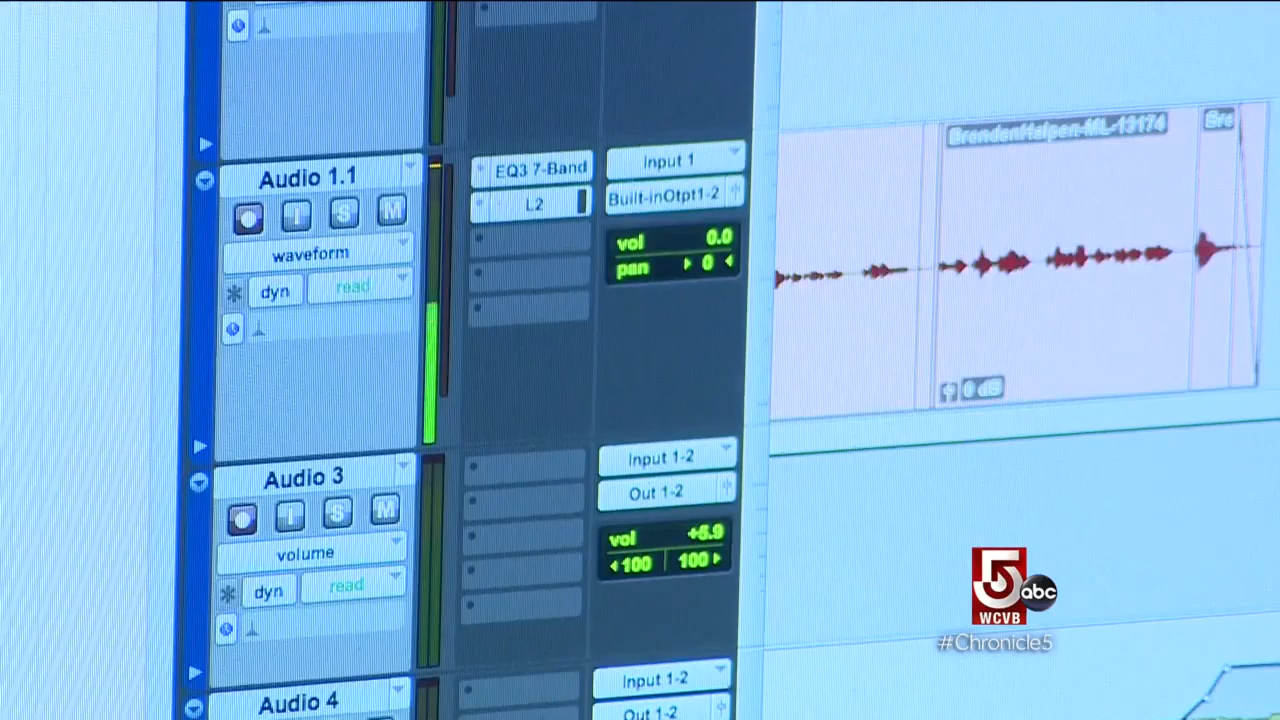 BrendenHalpen-ML-13174
Bre
Audio 1.1
EQ3 7-Band
Input 1
I S M
L2
Built-inOtpt1-2
waveform
vol 0.0
dyn read
pan 0
0 dB
Audio 3
Input 1-2
I S M
Out 1-2
volume
vol +5.9
dyn read
100 100
Audio 4
Input 1-2
Out 1-2
5 abc
WCVB
#Chronicle5